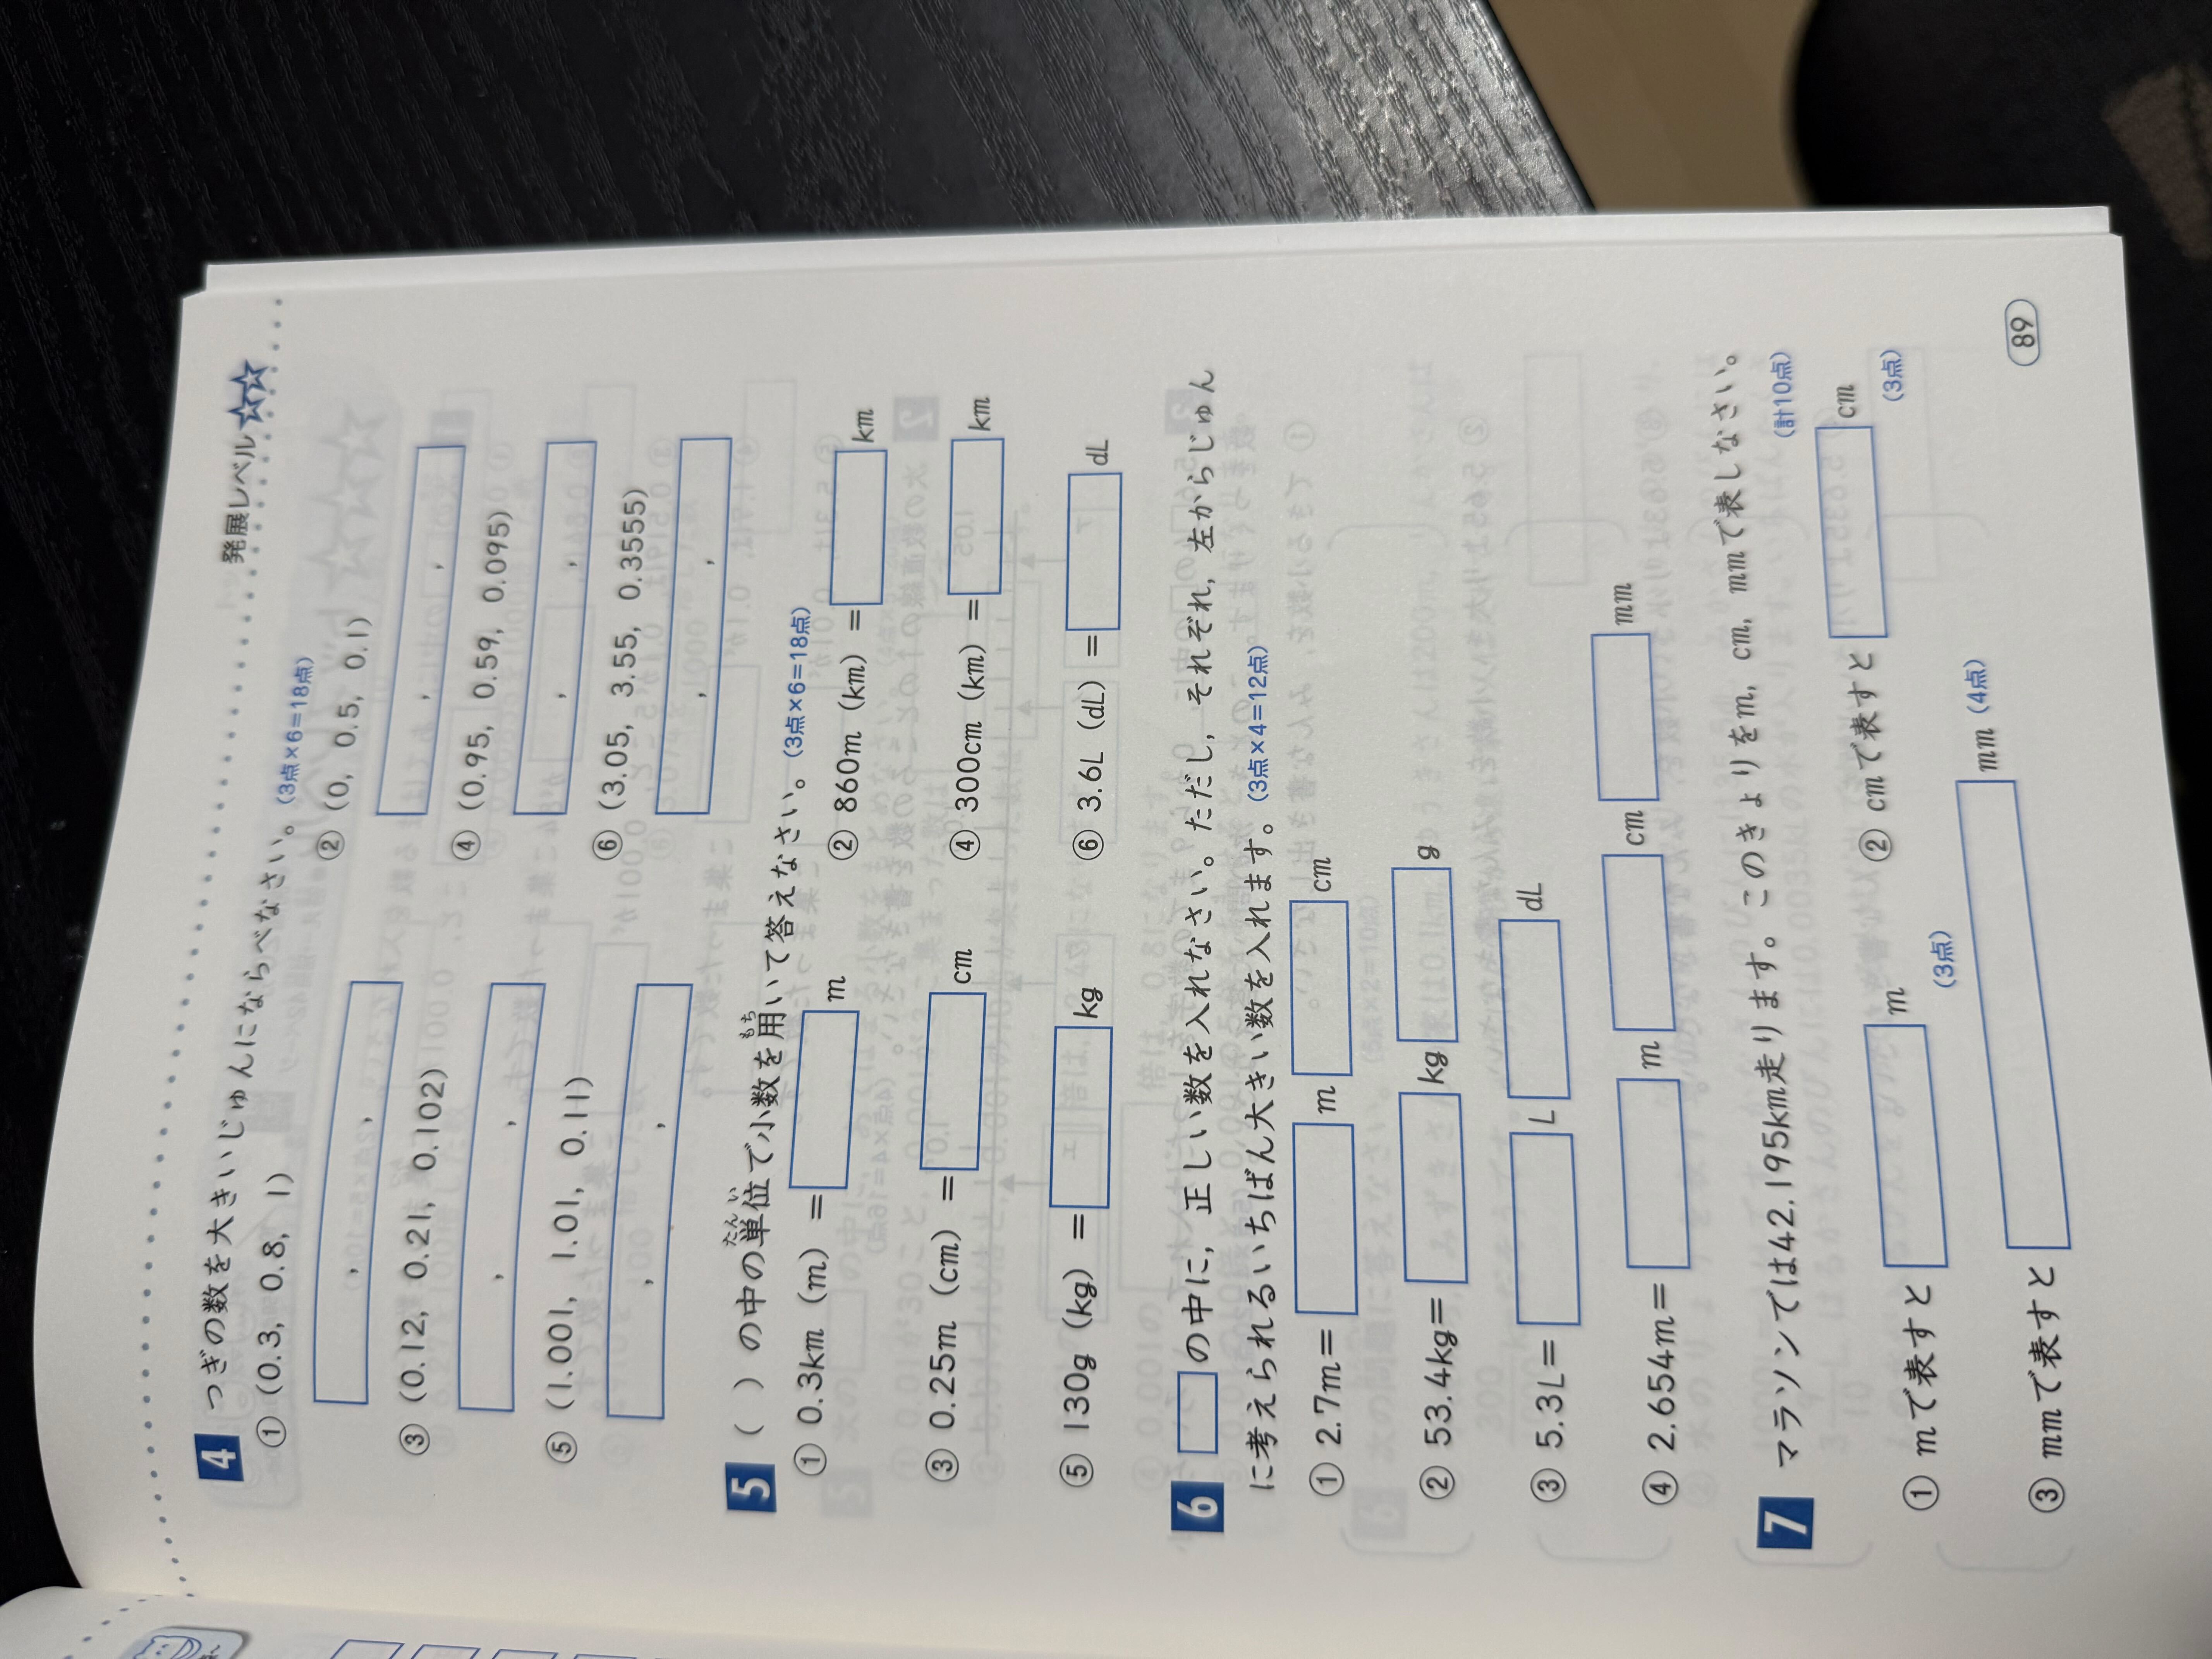 発展レベル
4 つぎの数を大きいじゅんにならべなさい。(3点×6=18点)
① (0.3, 0.8, 1) ② (0, 0.5, 0.1)
, , , ,
③ (0.12, 0.21, 0.102) ④ (0.95, 0.59, 0.095)
, , , ,
⑤ (1.001, 1.01, 0.11) ⑥ (3.05, 3.55, 0.3555)
, , , ,
5 ( )の中の単位で小数を用いて答えなさい。(3点×6=18点)
たんい もち
① 0.3km (m) = m ② 860m (km) = km
③ 0.25m (cm) = cm ④ 300cm (km) = km
⑤ 130g (kg) = kg ⑥ 3.6L (dL) = dL
6 の中に，正しい数を入れなさい。ただし，それぞれ，左からじゅん
に考えられるいちばん大きい数を入れます。(3点×4=12点)
① 2.7m= m cm
② 53.4kg= kg g
③ 5.3L= L dL
④ 2.654m= m cm mm
7 マラソンでは42.195km走ります。このきょりをm, cm, mmで表しなさい。
(計10点)
① mで表すと m ② cmで表すと cm
(3点) (3点)
③ mmで表すと mm (4点)
89